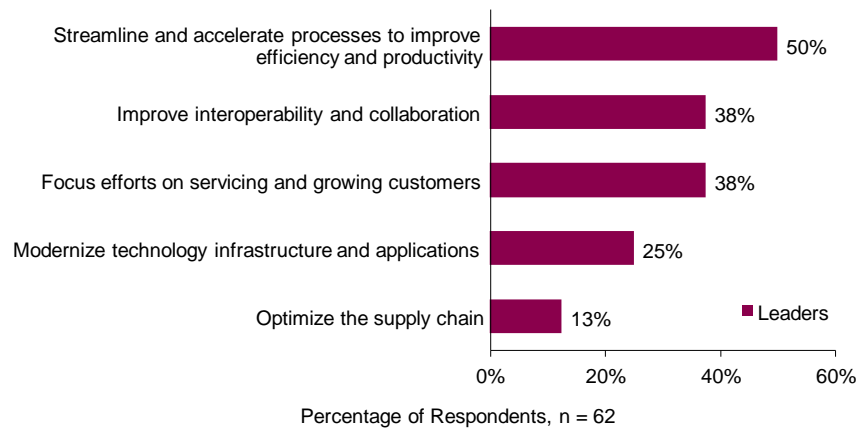 Streamline and accelerate processes to improve
efficiency and productivity
50%
Improve interoperability and collaboration
38%
Focus efforts on servicing and growing customers
38%
Modernize technology infrastructure and applications
25%
Optimize the supply chain
13%
Leaders
0%
20%
40%
60%
Percentage of Respondents, n = 62